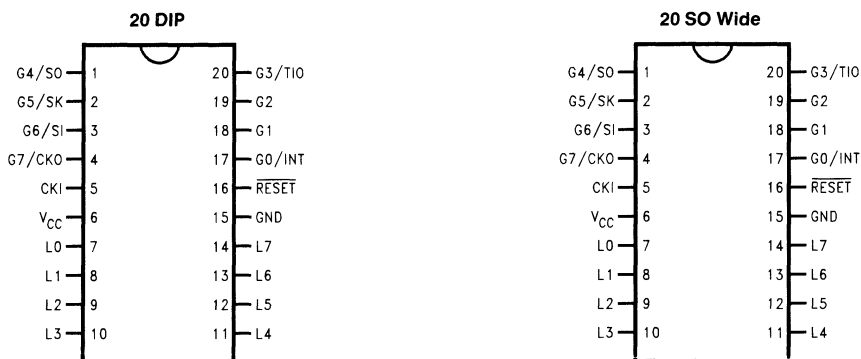 20 DIP
G4/SO 1 20 G3/TIO
G5/SK 2 19 G2
G6/SI 3 18 G1
G7/CKO 4 17 G0/INT
CKI 5 16 RESET
VCC 6 15 GND
L0 7 14 L7
L1 8 13 L6
L2 9 12 L5
L3 10 11 L4
20 SO Wide
G4/SO 1 20 G3/TIO
G5/SK 2 19 G2
G6/SI 3 18 G1
G7/CKO 4 17 G0/INT
CKI 5 16 RESET
VCC 6 15 GND
L0 7 14 L7
L1 8 13 L6
L2 9 12 L5
L3 10 11 L4